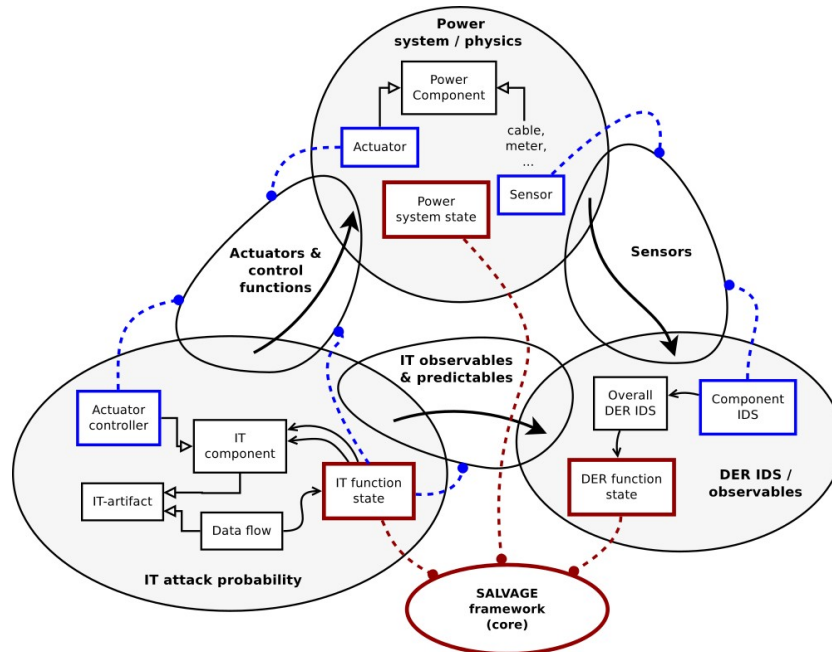 Power
system / physics
Power
Component
cable,
meter,
...
Actuator
Sensor
Power
system state
Actuators &
control
functions
Sensors
IT observables
& predictables
Actuator
controller
IT
component
IT-artifact
Data flow
IT function
state
IT attack probability
Overall
DER IDS
Component
IDS
DER function
state
DER IDS /
observables
SALVAGE
framework
(core)